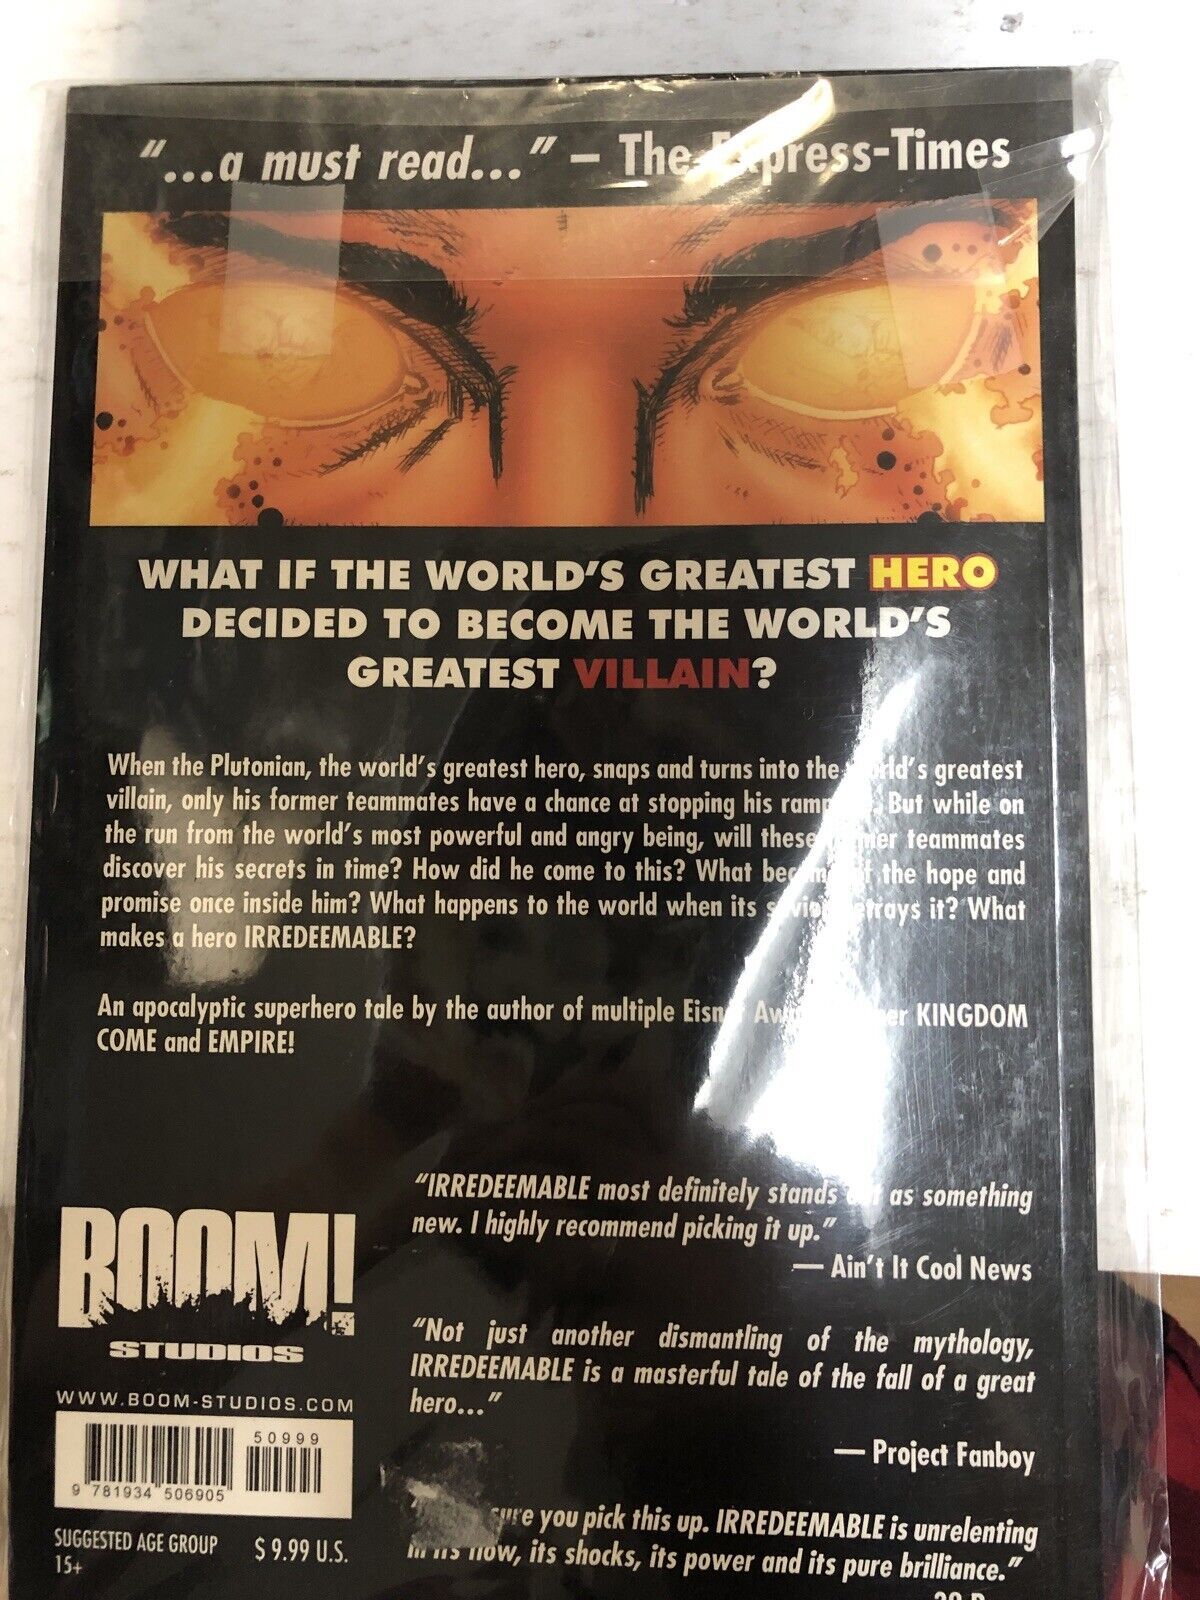 “...a must read...” – The Express-Times
WHAT IF THE WORLD’S GREATEST HERO
DECIDED TO BECOME THE WORLD’S
GREATEST VILLAIN?
When the Plutonian, the world’s greatest hero, snaps and turns into the world’s greatest
villain, only his former teammates have a chance at stopping his But while on
the run from the world’s most powerful and angry being, will these former teammates
discover his secrets in time? How did he come to this? What of the hope and
promise once inside him? What happens to the world when its savior betrays it? What
makes a hero IRREDEEMABLE?
An apocalyptic superhero tale by the author of multiple Eisner KINGDOM
COME and EMPIRE!
“IRREDEEMABLE most definitely stands out as something
new. I highly recommend picking it up.”
— Ain’t It Cool News
“Not just another dismantling of the mythology,
IRREDEEMABLE is a masterful tale of the fall of a great
hero...”
— Project Fanboy
sure you pick this up. IRREDEEMABLE is unrelenting
in its flow, its shocks, its power and its pure brilliance.”
BOOM!
STUDIOS
WWW.BOOM-STUDIOS.COM
50999
9 781934 506905
SUGGESTED AGE GROUP
15+
$ 9.99 U.S.